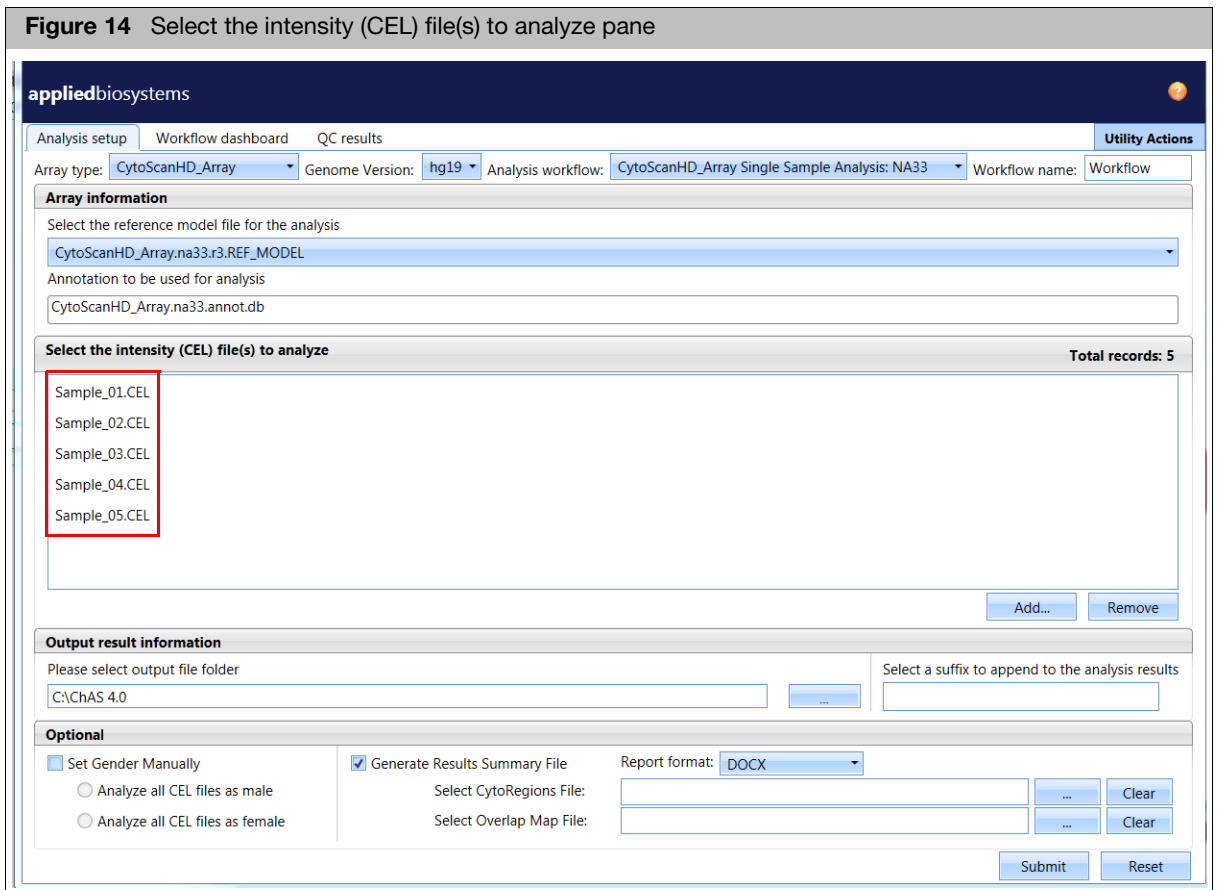 Figure 14 Select the intensity (CEL) file(s) to analyze pane
appliedbiosystems
?
Analysis setup Workflow dashboard QC results Utility Actions
Array type: CytoScanHD_Array Genome Version: hg19 Analysis workflow: CytoScanHD_Array Single Sample Analysis: NA33 Workflow name: Workflow
Array information
Select the reference model file for the analysis
CytoScanHD_Array.na33.r3.REF_MODEL
Annotation to be used for analysis
CytoScanHD_Array.na33.annot.db
Select the intensity (CEL) file(s) to analyze Total records: 5
Sample_01.CEL
Sample_02.CEL
Sample_03.CEL
Sample_04.CEL
Sample_05.CEL
Add... Remove
Output result information
Please select output file folder Select a suffix to append to the analysis results
C:\ChAS 4.0 ...
Optional
Set Gender Manually Generate Results Summary File Report format: DOCX
Analyze all CEL files as male Select CytoRegions File: ... Clear
Analyze all CEL files as female Select Overlap Map File: ... Clear
Submit Reset